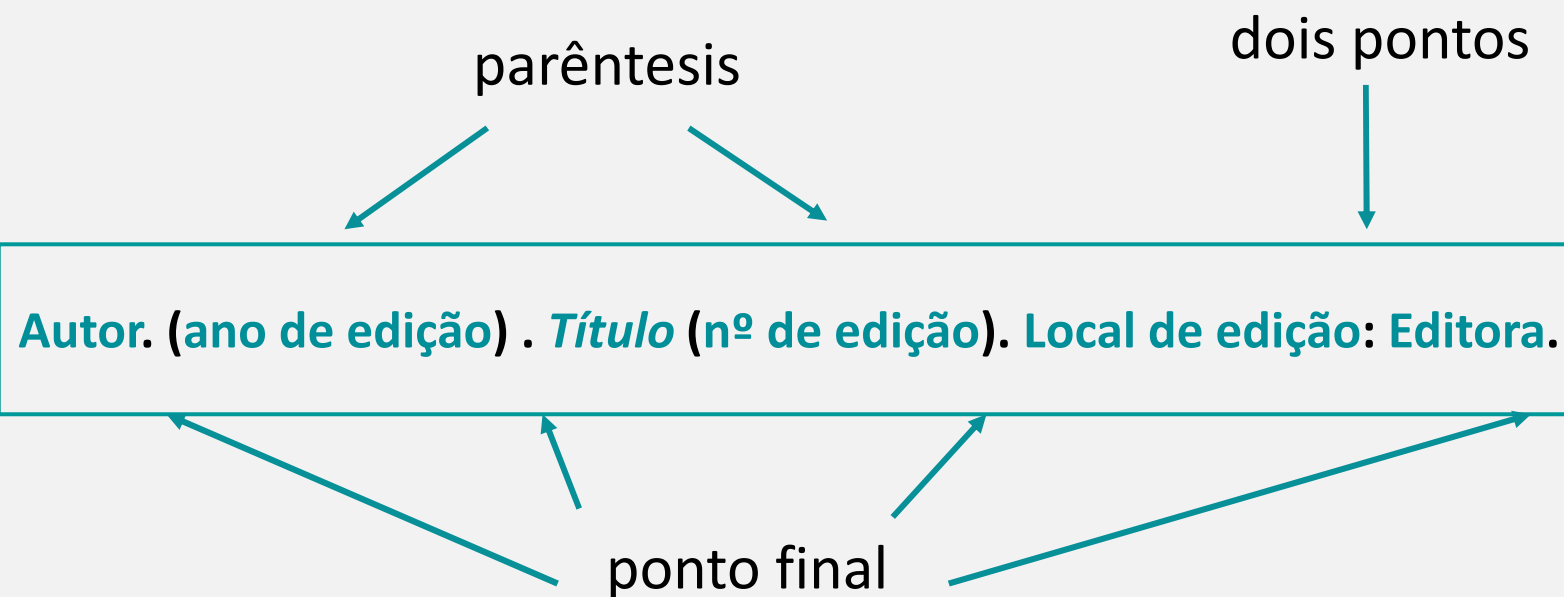 dois pontos
parêntesis
Autor. (ano de edição) . Título (nº de edição). Local de edição: Editora.
ponto final